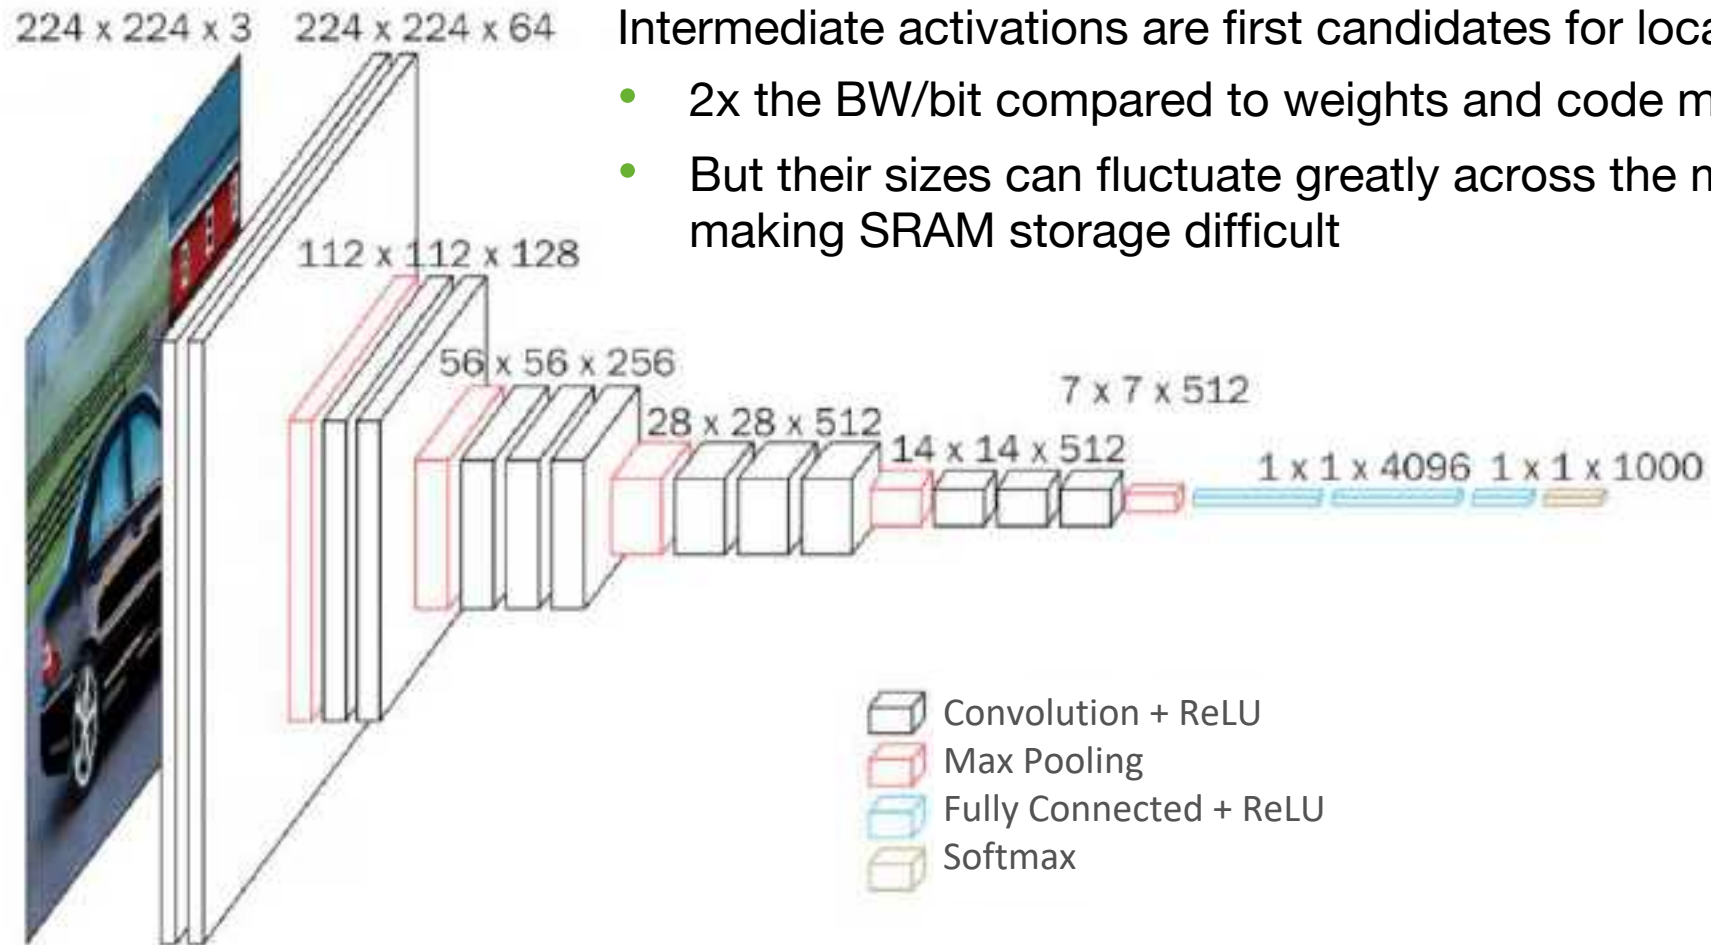 224 x 224 x 3
224 x 224 x 64
Intermediate activations are first candidates for loca
• 2x the BW/bit compared to weights and code m
• But their sizes can fluctuate greatly across the m
making SRAM storage difficult
112 x 112 x 128
56 x 56 x 256
28 x 28 x 512
14 x 14 x 512
7 x 7 x 512
1 x 1 x 4096
1 x 1 x 1000
Convolution + ReLU
Max Pooling
Fully Connected + ReLU
Softmax